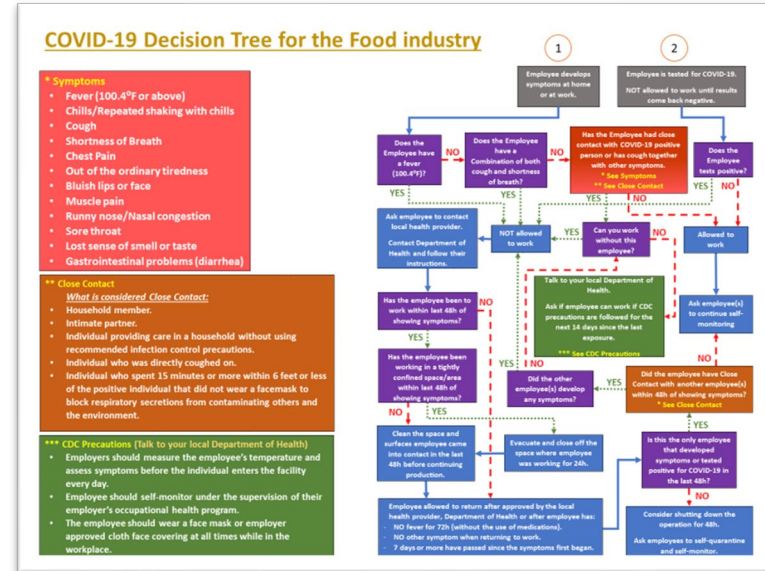 COVID-19 Decision Tree for the Food industry
* Symptoms
• Fever (100.4⁰F or above)
• Chills/Repeated shaking with chills
• Cough
• Shortness of Breath
• Chest Pain
• Out of the ordinary tiredness
• Bluish lips or face
• Muscle pain
• Runny nose/Nasal congestion
• Sore throat
• Lost sense of smell or taste
• Gastrointestinal problems (diarrhea)
** Close Contact
What is considered Close Contact:
• Household member.
• Intimate partner.
• Individual providing care in a household without using
recommended infection control precautions.
• Individual who was directly coughed on.
• Individual who spent 15 minutes or more within 6 feet or less
of the positive individual that did not wear a facemask to
block respiratory secretions from contaminating others and
the environment.
*** CDC Precautions (Talk to your local Department of Health)
• Employers should measure the employee's temperature and
assess symptoms before the individual enters the facility
every day.
• Employee should self-monitor under the supervision of their
employer's occupational health program.
• The employee should wear a face mask or employer
approved cloth face covering at all times while in the
workplace.
1
2
Employee develops
symptoms at home
or at work.
Employee is tested for COVID-19.
NOT allowed to work until results
come back negative.
Does the
Employee have
a fever
(100.4⁰F)?
NO
Does the Employee
have a
Combination of both
cough and shortness
of breath?
NO
Has the Employee had close
contact with COVID-19 positive
person or has cough together
with other symptoms.
* See Symptoms
** See Close Contact
Does the
Employee
tests positive?
YES
YES
YES
NO
YES
NO
Ask employee to contact
local health provider.
Contact Department of
Health and follow their
instructions.
NOT allowed
to work
YES
Can you work
without this
employee?
NO
Allowed to
work
Talk to your local Department of
Health.
Ask if employee can work if CDC
precautions are followed for the
next 14 days since the last
exposure.
*** See CDC Precautions
Ask employee(s)
to continue self-
monitoring
Has the employee been to
work within last 48h of
showing symptoms?
NO
YES
YES
NO
NO
Has the employee been
working in a tightly
confined space/area
within last 48h of
showing symptoms?
Did the other
employee(s) develop
any symptoms?
YES
Did the employee have Close
Contact with another employee(s)
within 48h of showing symptoms?
* See Close Contact
NO
YES
YES
Clean the space and
surfaces employee came
into contact in the last
48h before continuing
production.
Evacuate end close off the
space where employee
was working for 24h.
Is this the only employee
that developed
symptoms or tested
positive for COVID-19 in
the last 48h?
NO
Employee allowed to return after approved by the local
health provider, Department of Health or after employee has:
- NO fever for 72h (without the use of medications).
- NO other symptom when returning to work.
- 7 days or more have passed since the symptoms first began.
Consider shutting down the
operation for 48h.
Ask employees to self-quarantine
and self-monitor.